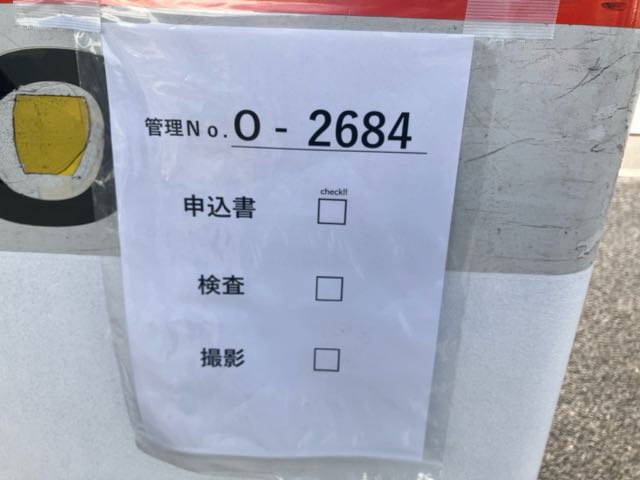 管理No. O - 2684
check!!
申込書 □
検査 □
撮影 □